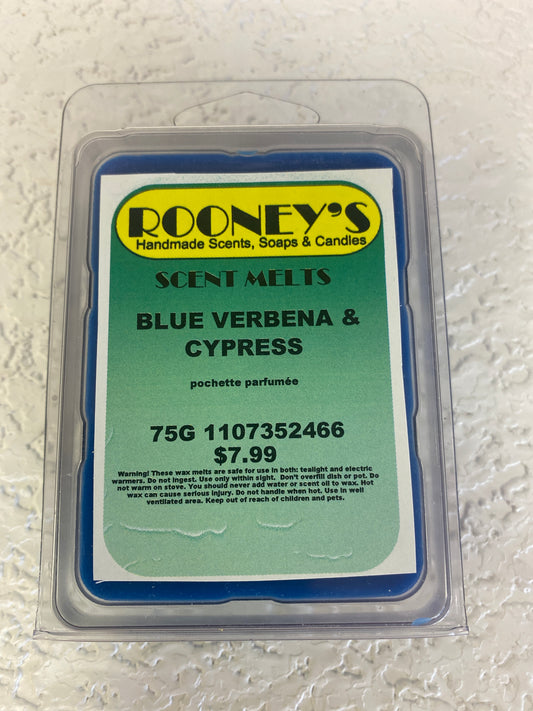 ROONEY'S
Handmade Scents, Soaps & Candles
SCENT MELTS
BLUE VERBENA &
CYPRESS
pochette parfumée
75G 1107352466
$7.99
Warning! These wax melts are safe for use in both: tealight and electric
warmers. Do not ingest. Use only within sight. Don't overfill dish or pot. Do
not warm on stove. You should never add water or scent oil to wax. Hot
wax can cause serious injury. Do not handle when hot. Use in well
ventilated area. Keep out of reach of children and pets.